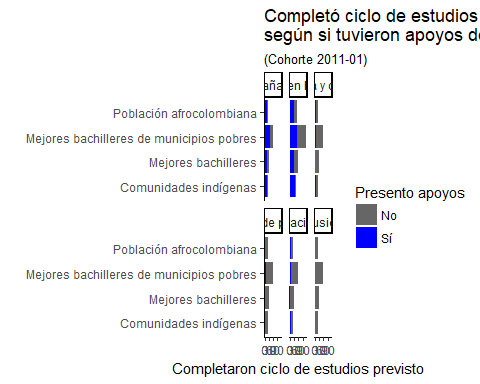 Completó ciclo de estudios
según si tuvieron apoyos de
(Cohorte 2011-01)
en
y
Población afrocolombiana
Mejores bachilleres de municipios pobres
Mejores bachilleres
Comunidades indígenas
Presento apoyos
No
Sí
de
Población afrocolombiana
Mejores bachilleres de municipios pobres
Mejores bachilleres
Comunidades indígenas
Completaron ciclo de estudios previsto